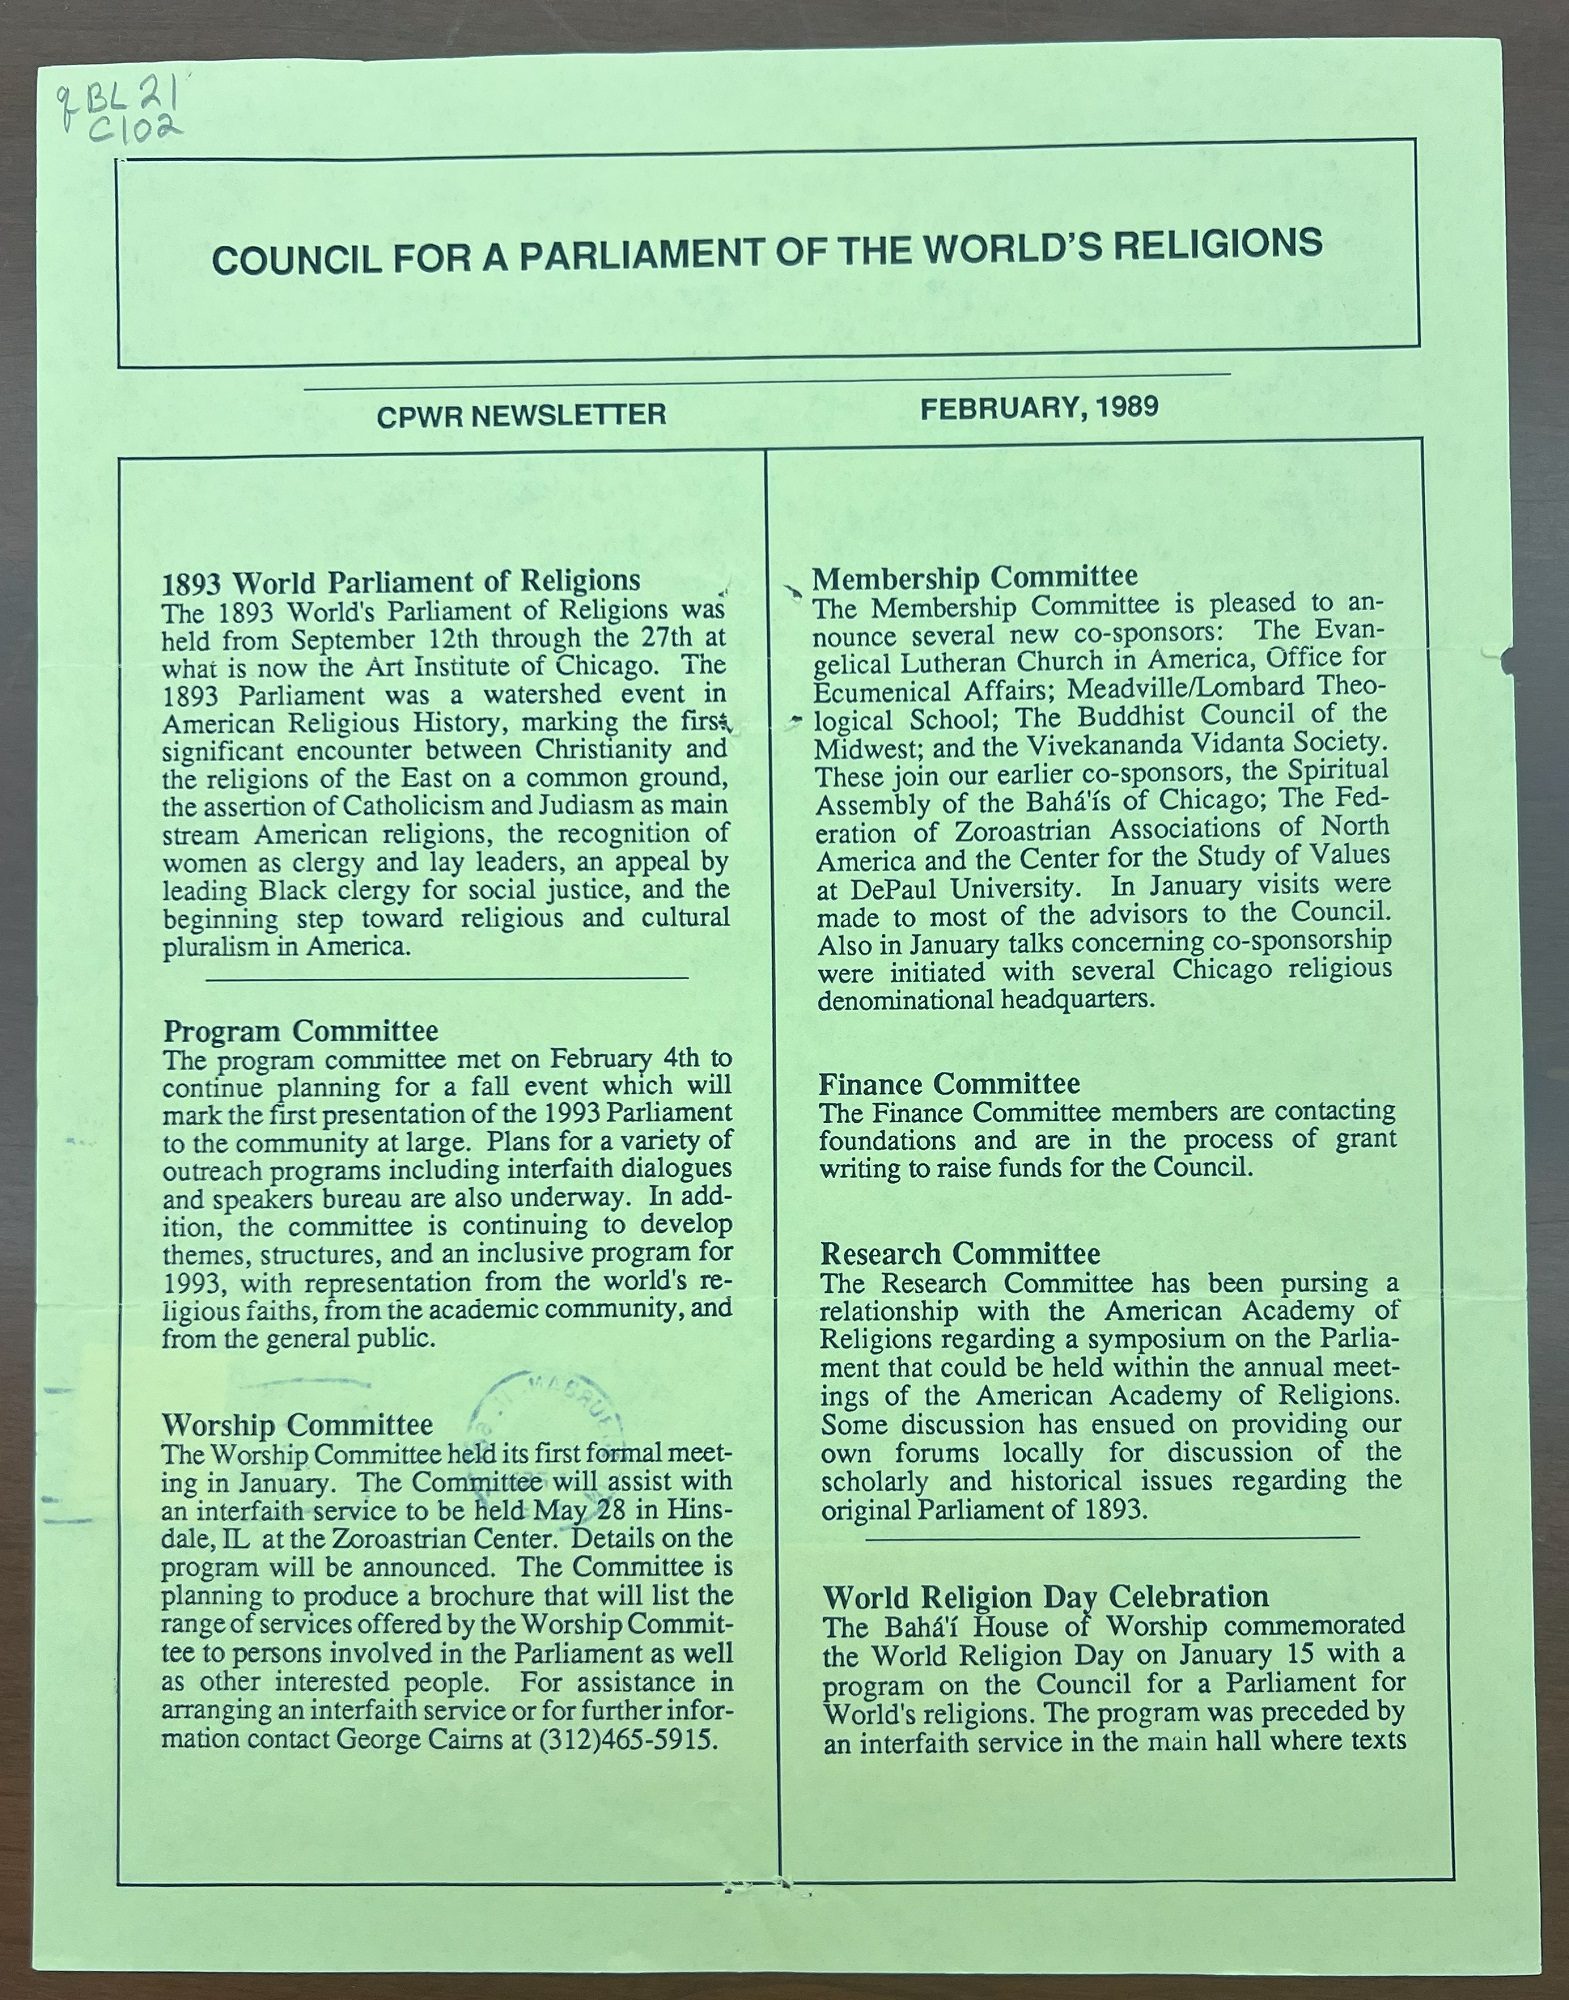 qBL21
C102
COUNCIL FOR A PARLIAMENT OF THE WORLD'S RELIGIONS
CPWR NEWSLETTER
FEBRUARY, 1989
1893 World Parliament of Religions
The 1893 World's Parliament of Religions was
held from September 12th through the 27th at
what is now the Art Institute of Chicago. The
1893 Parliament was a watershed event in
American Religious History, marking the first
significant encounter between Christianity and
the religions of the East on a common ground,
the assertion of Catholicism and Judiasm as main
stream American religions, the recognition of
women as clergy and lay leaders, an appeal by
leading Black clergy for social justice, and the
beginning step toward religious and cultural
pluralism in America.
Program Committee
The program committee met on February 4th to
continue planning for a fall event which will
mark the first presentation of the 1993 Parliament
to the community at large. Plans for a variety of
outreach programs including interfaith dialogues
and speakers bureau are also underway. In add-
ition, the committee is continuing to develop
themes, structures, and an inclusive program for
1993, with representation from the world's re-
ligious faiths, from the academic community, and
from the general public.
Worship Committee
The Worship Committee held its first formal meet-
ing in January. The Committee will assist with
an interfaith service to be held May 28 in Hins-
dale, IL at the Zoroastrian Center. Details on the
program will be announced. The Committee is
planning to produce a brochure that will list the
range of services offered by the Worship Commit-
tee to persons involved in the Parliament as well
as other interested people. For assistance in
arranging an interfaith service or for further infor-
mation contact George Cairns at (312)465-5915.
Membership Committee
The Membership Committee is pleased to an-
nounce several new co-sponsors: The Evan-
gelical Lutheran Church in America, Office for
Ecumenical Affairs; Meadville/Lombard Theo-
logical School; The Buddhist Council of the
Midwest; and the Vivekananda Vidanta Society.
These join our earlier co-sponsors, the Spiritual
Assembly of the Bahá'ís of Chicago; The Fed-
eration of Zoroastrian Associations of North
America and the Center for the Study of Values
at DePaul University. In January visits were
made to most of the advisors to the Council.
Also in January talks concerning co-sponsorship
were initiated with several Chicago religious
denominational headquarters.
Finance Committee
The Finance Committee members are contacting
foundations and are in the process of grant
writing to raise funds for the Council.
Research Committee
The Research Committee has been pursing a
relationship with the American Academy of
Religions regarding a symposium on the Parlia-
ment that could be held within the annual meet-
ings of the American Academy of Religions.
Some discussion has ensued on providing our
own forums locally for discussion of the
scholarly and historical issues regarding the
original Parliament of 1893.
World Religion Day Celebration
The Bahá'í House of Worship commemorated
the World Religion Day on January 15 with a
program on the Council for a Parliament for
World's religions. The program was preceded by
an interfaith service in the main hall where texts